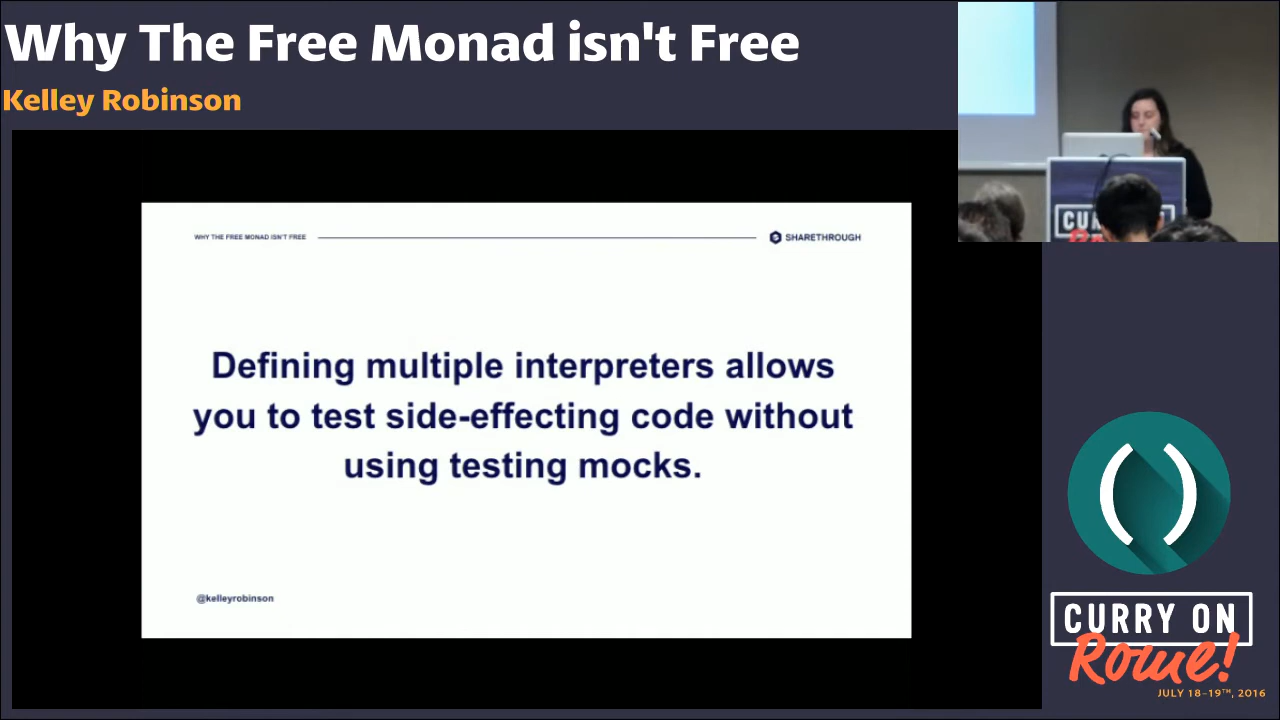 Why The Free Monad isn't Free
Kelley Robinson
WHY THE FREE MONAD ISN'T FREE
SHARETHROUGH
Defining multiple interpreters allows
you to test side-effecting code without
using testing mocks.
@kelleyrobinson
CURRY ON
Rome!
JULY 18-19TH, 2016